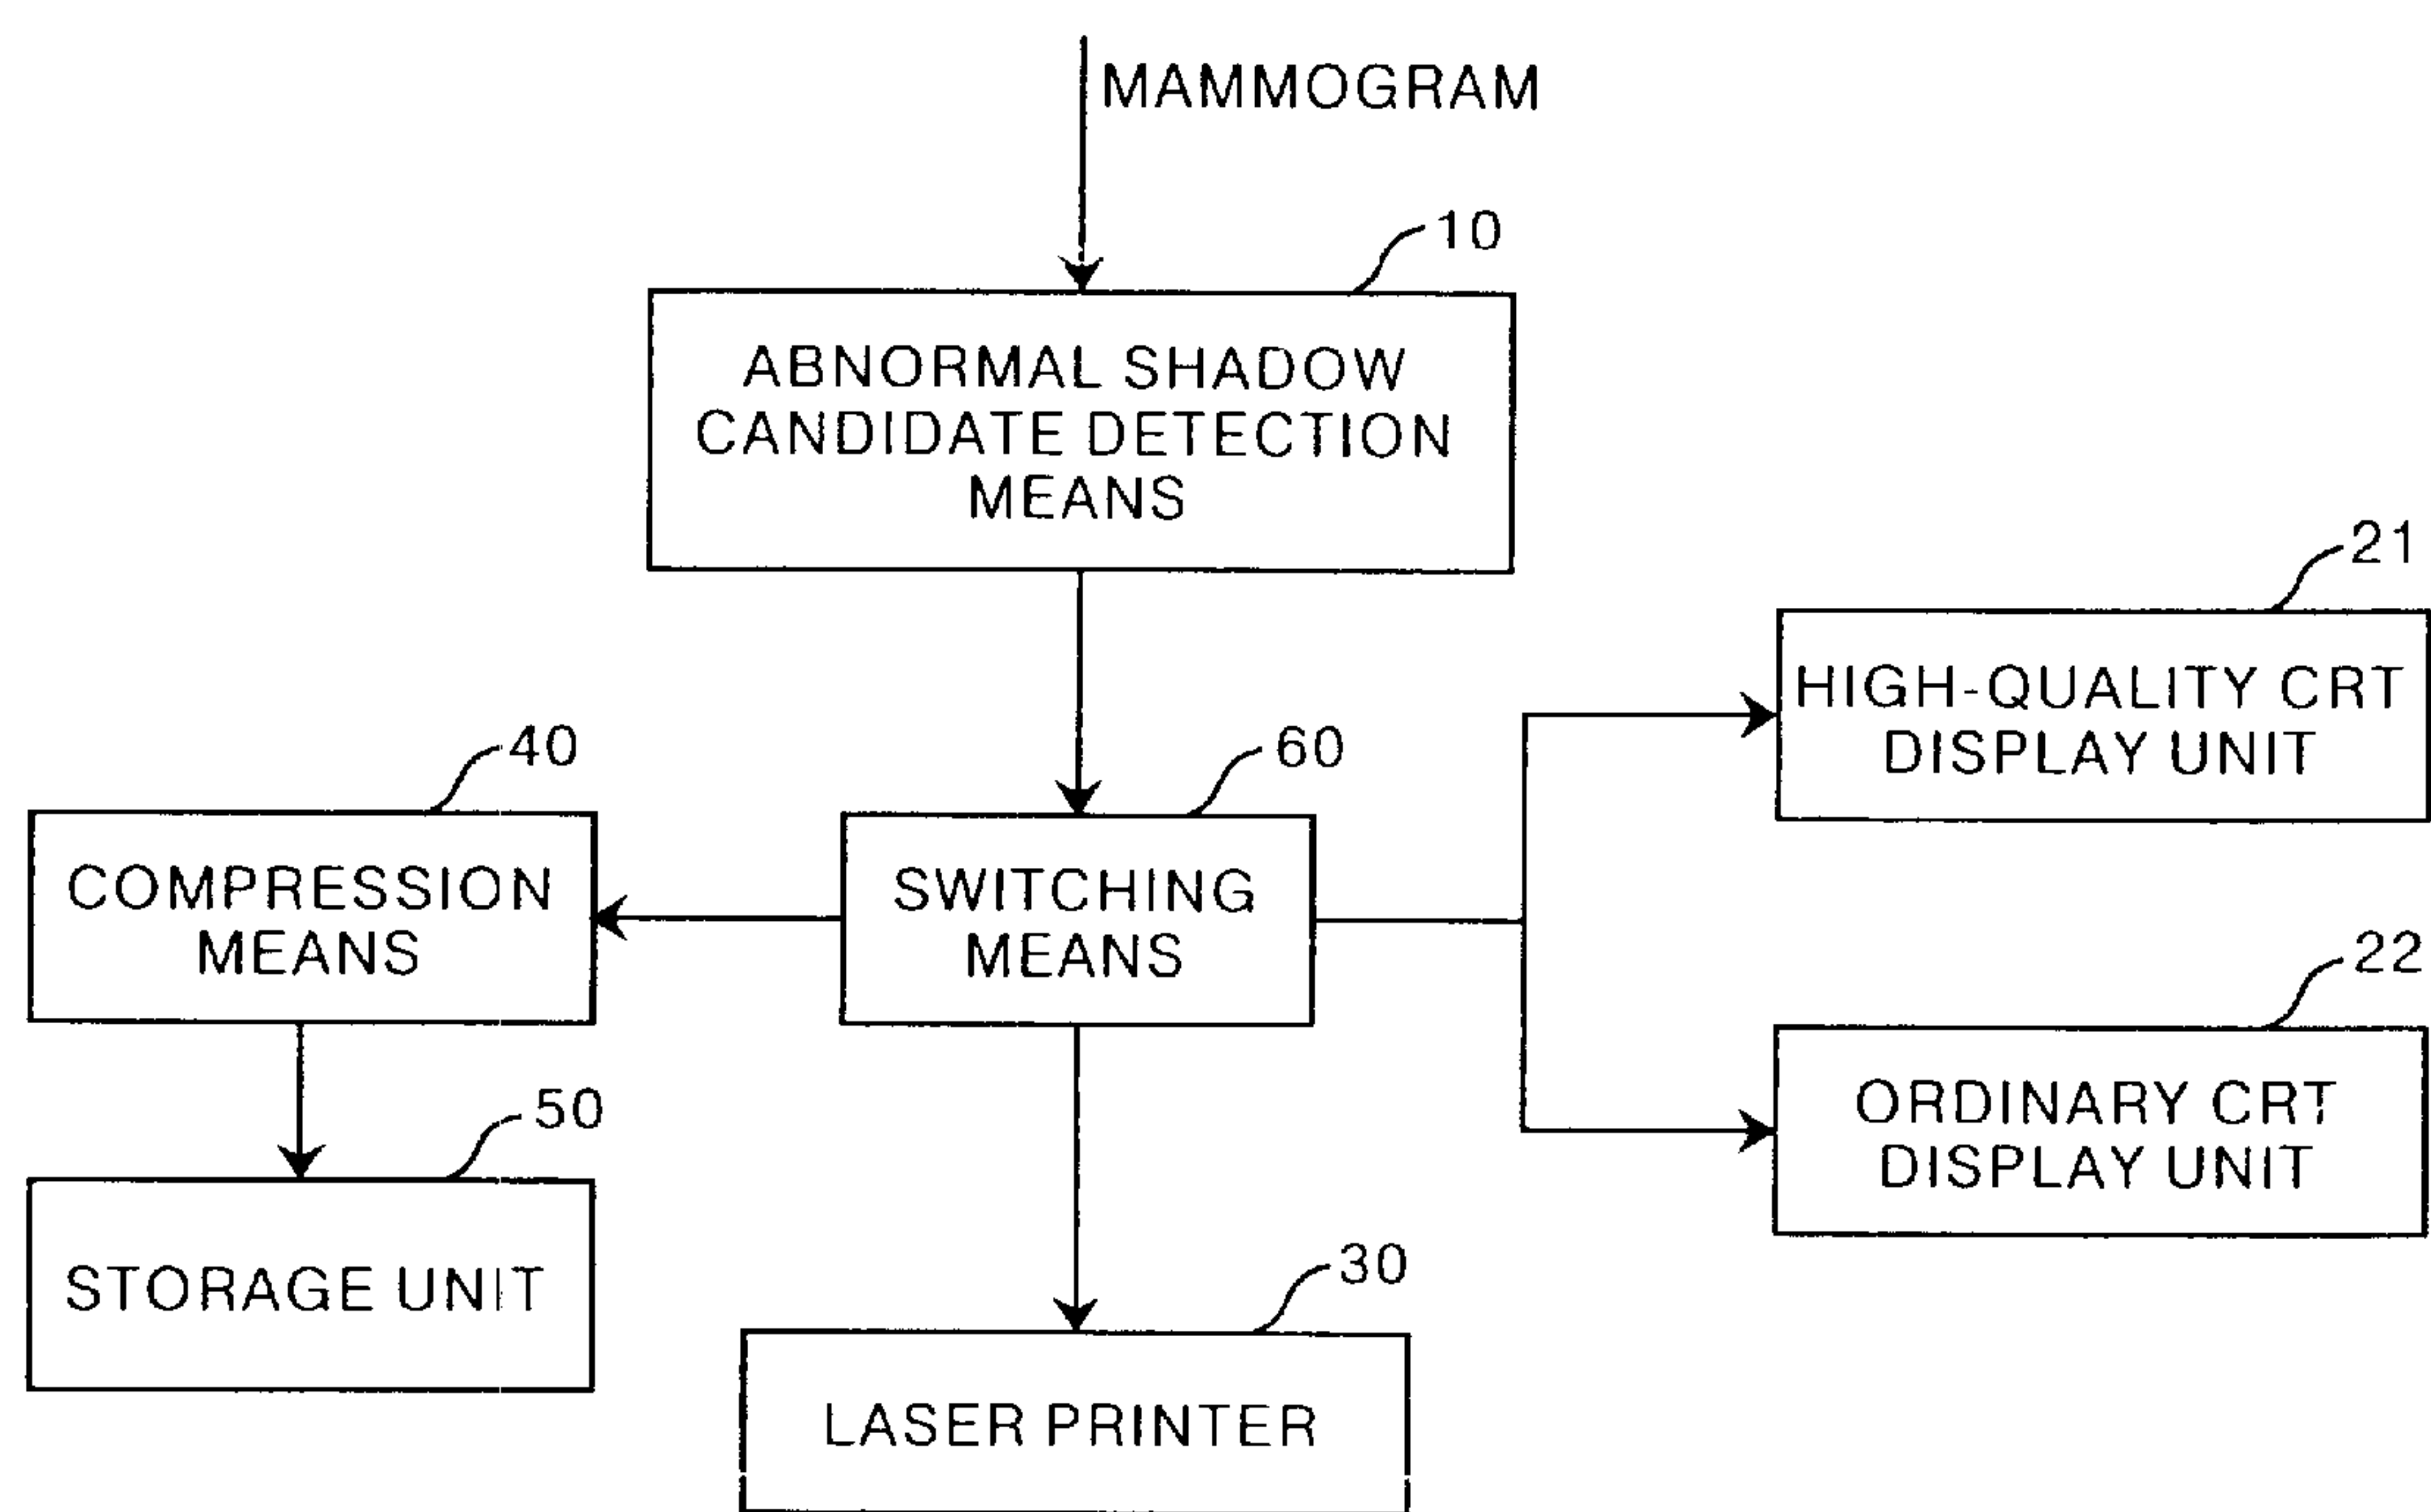 MAMMOGRAM
10
ABNORMAL SHADOW
CANDIDATE DETECTION
MEANS
21
HIGH-QUALITY CRT
DISPLAY UNIT
40
COMPRESSION
MEANS
60
SWITCHING
MEANS
22
ORDINARY CRT
DISPLAY UNIT
50
STORAGE UNIT
30
LASER PRINTER